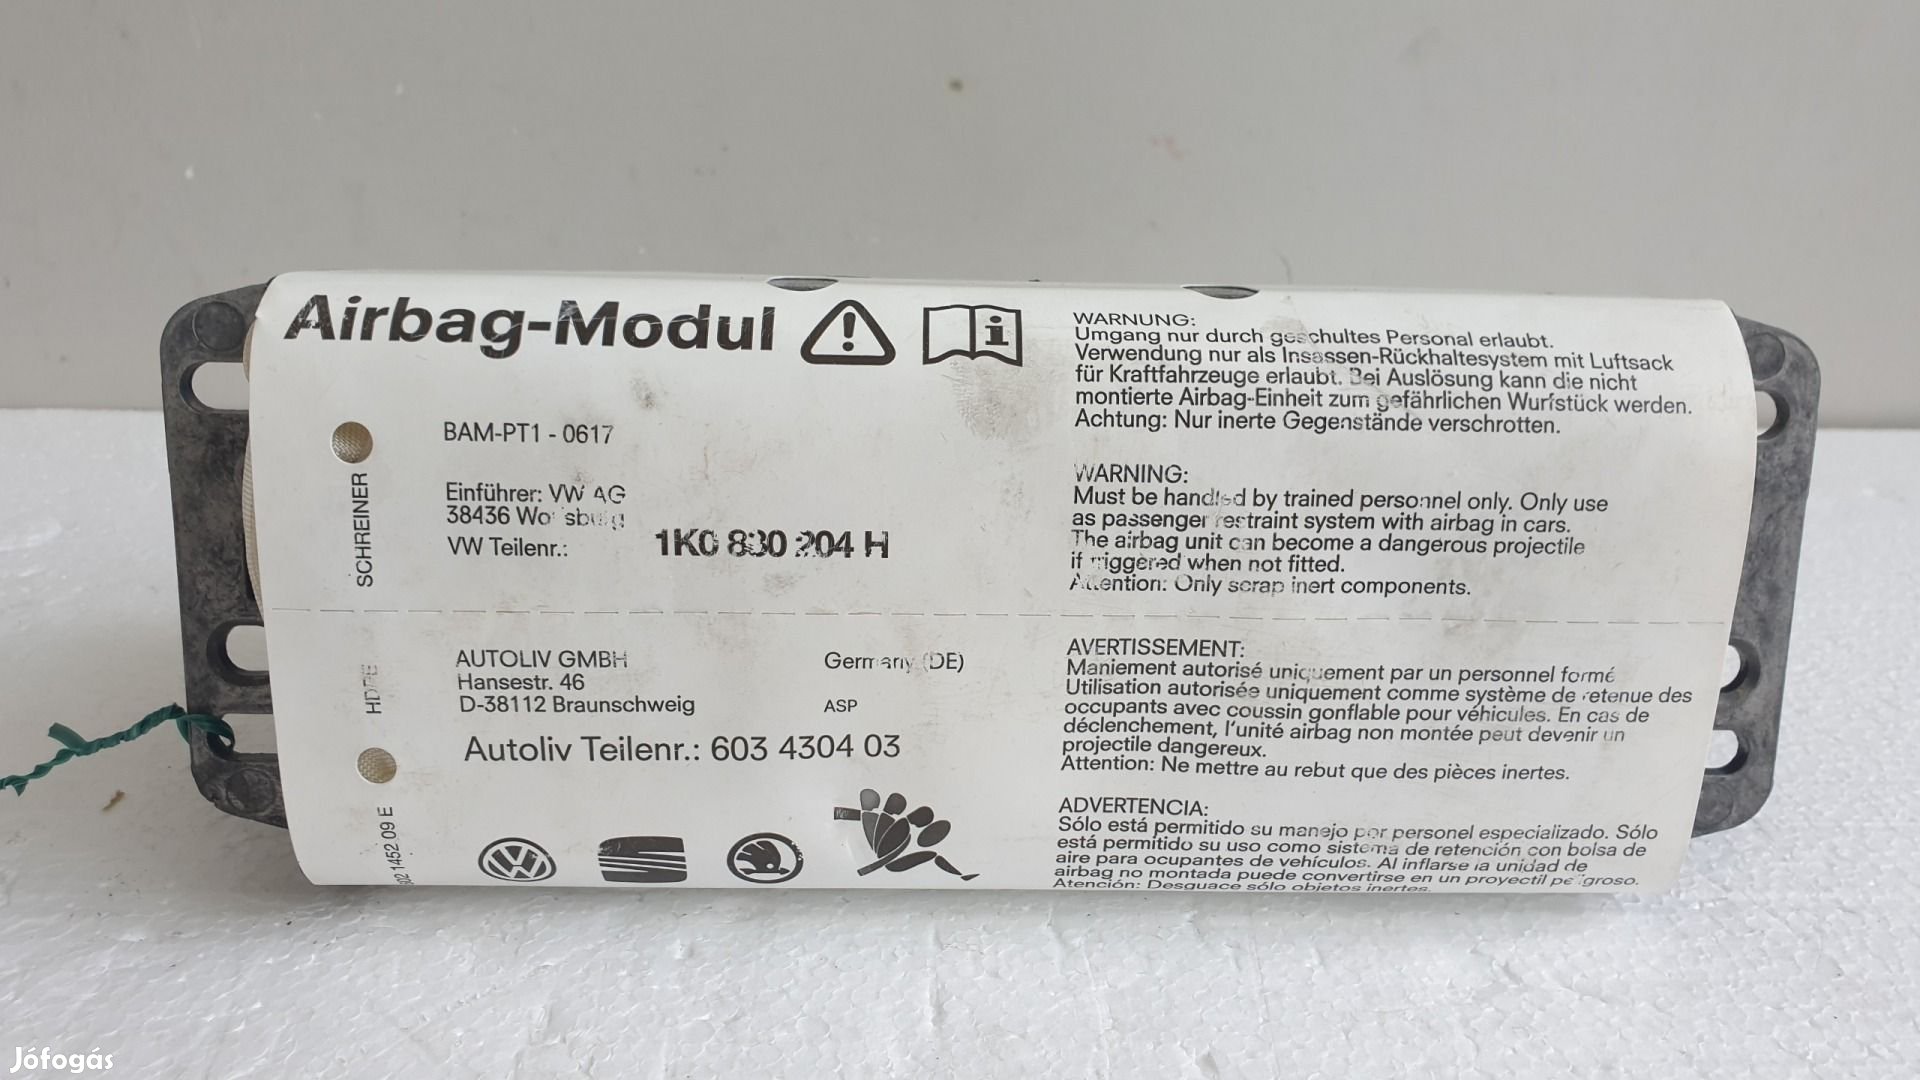 Airbag-Modul
BAM-PT1 - 0617
Einführer: VW AG
38436 Wolfsburg
VW Teilenr.: 1K0 880 204 H
SCHREINER
HDPE
1452 09 E
AUTOLIV GMBH
Hansestr. 46
D-38112 Braunschweig
Germany (DE)
ASP
Autoliv Teilenr.: 603 4304 03
WARNUNG:
Umgang nur durch geschultes Personal erlaubt.
Verwendung nur als Insassen-Rückhaltesystem mit Luftsack
für Kraftfahrzeuge erlaubt. Bei Auslösung kann die nicht
montierte Airbag-Einheit zum gefährlichen Wurfstück werden.
Achtung: Nur inerte Gegenstände verschrotten.
WARNING:
Must be handled by trained personnel only. Only use
as passenger restraint system with airbag in cars.
The airbag unit can become a dangerous projectile
if triggered when not fitted.
Attention: Only scrap inert components.
AVERTISSEMENT:
Maniement autorisé uniquement par un personnel formé
Utilisation autorisée uniquement comme système de retenue des
occupants avec coussin gonflable pour véhicules. En cas de
déclenchement, l'unité airbag non montée peut devenir un
projectile dangereux.
Attention: Ne mettre au rebut que des pièces inertes.
ADVERTENCIA:
Sólo está permitido su manejo por personel especializado. Sólo
está permitido su uso como sistema de retención con bolsa de
aire para ocupantes de vehículos. Al inflarse la unidad de
airbag no montada puede convertirse en un proyectil peligroso.
Atención: Desguace sólo objetos inertes.
Jófogás